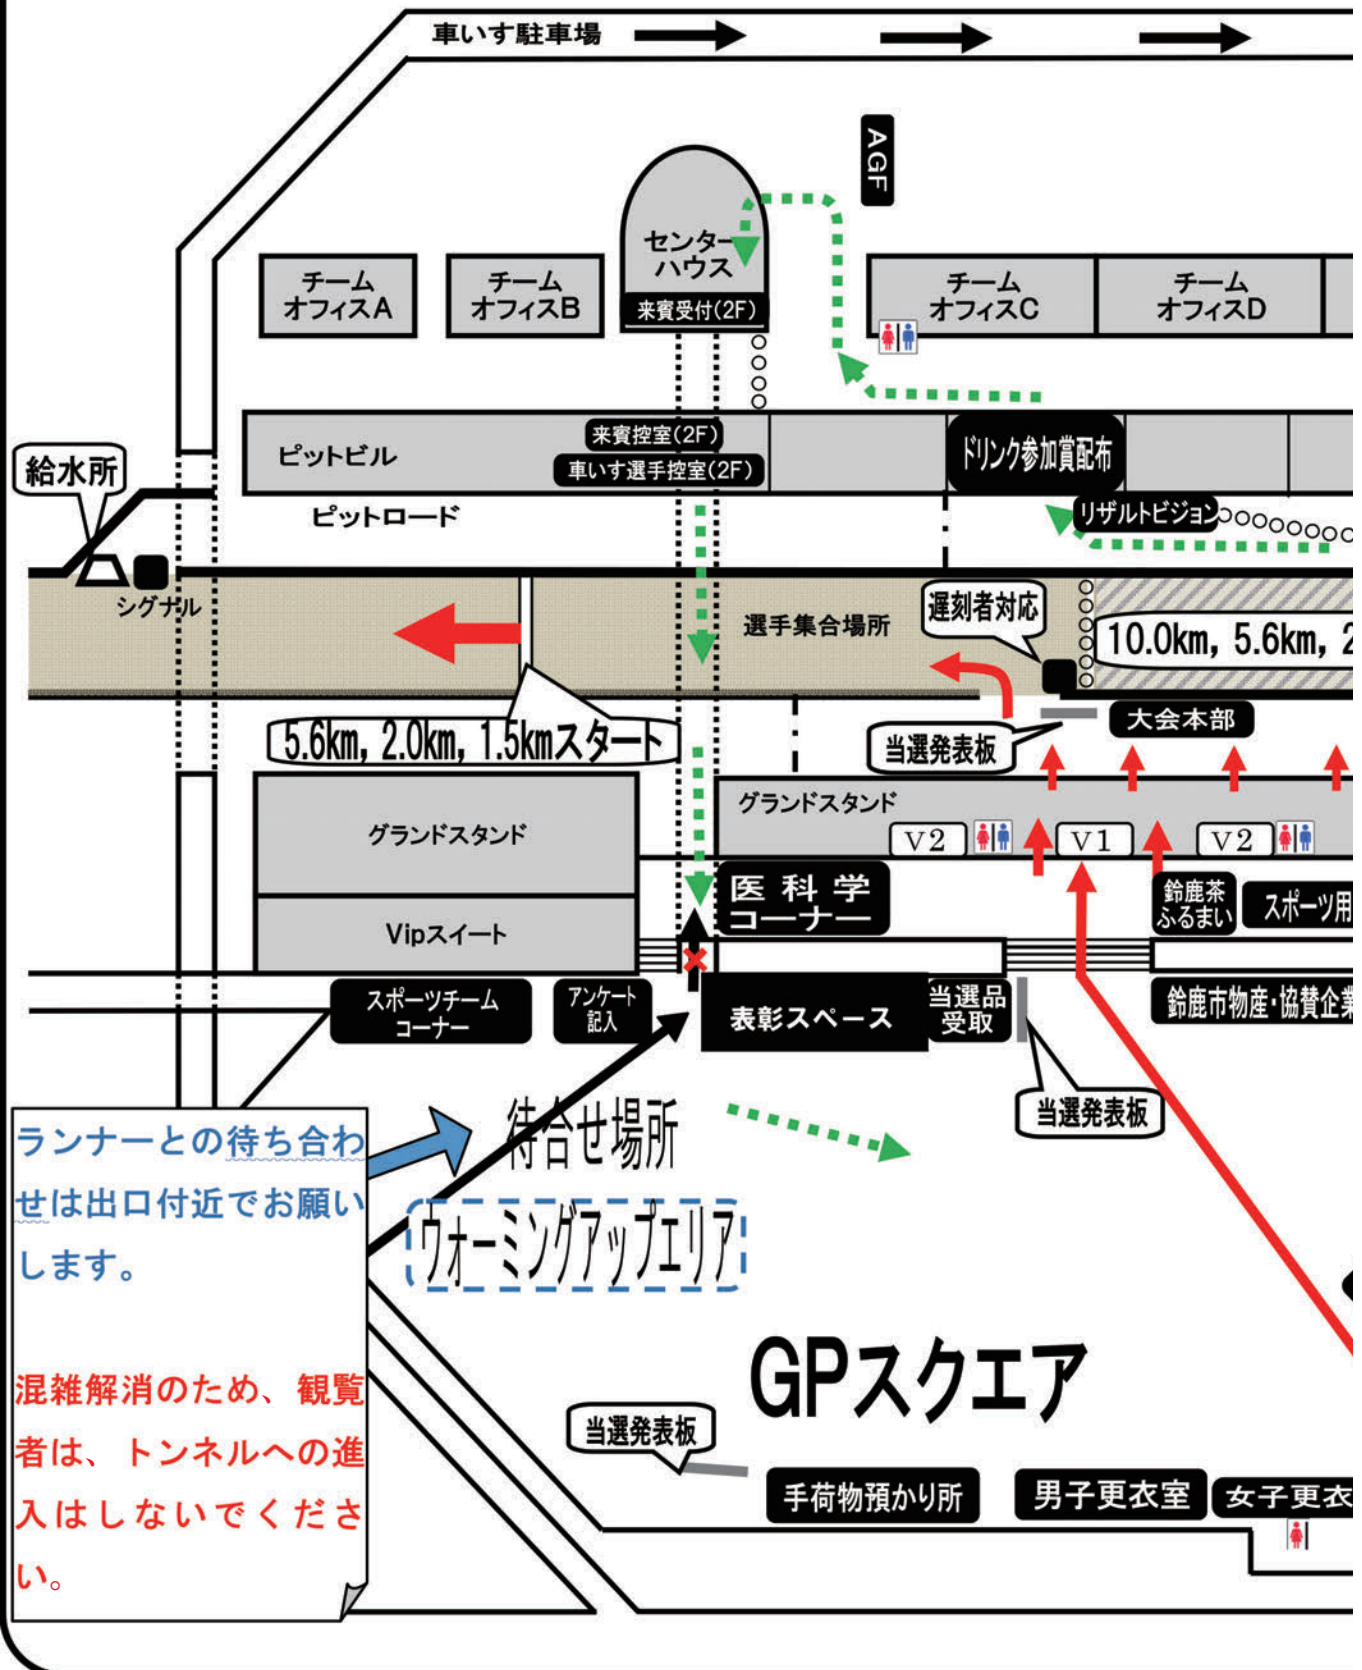 車いす駐車場
AGF
センター
ハウス
来賓受付(2F)
チーム
オフィスA
チーム
オフィスB
チーム
オフィスC
チーム
オフィスD
来賓控室(2F)
車いす選手控室(2F)
ピットビル
ドリンク参加賞配布
給水所
ピットロード
リザルトビジョン
シグナル
選手集合場所
遅刻者対応
10.0km, 5.6km, 2
5.6km, 2.0km, 1.5kmスタート
当選発表板
大会本部
グランドスタンド
グランドスタンド
V2
V1
V2
医科学
コーナー
鈴鹿茶
ふるまい
スポーツ用
Vipスイート
スポーツチーム
コーナー
アンケート
記入
表彰スペース
当選品
受取
鈴鹿市物産・協賛企業
当選発表板
待合せ場所
ウォーミングアップエリア
ランナーとの待ち合わ
せは出口付近でお願い
します。
混雑解消のため、観覧
者は、トンネルへの進
入はしないでくださ
い。
GPスクエア
当選発表板
手荷物預かり所
男子更衣室
女子更衣